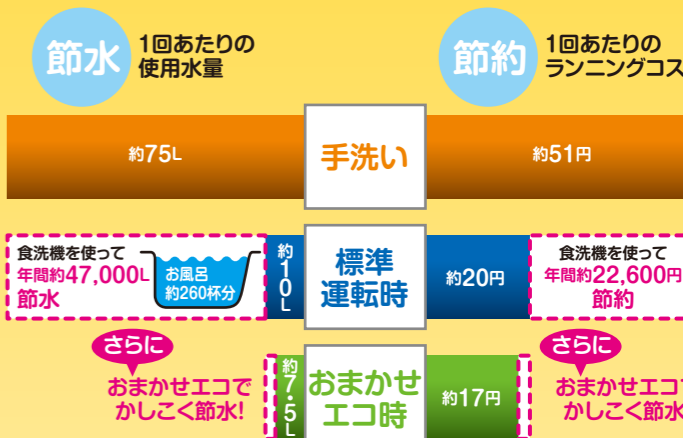 節水
1回あたりの
使用水量
節約
1回あたりの
ランニングコス
約75L
手洗い
約51円
食洗機を使って
年間約47,000L
節水
お風呂
約260杯分
約10L
標準
運転時
約20円
食洗機を使って
年間約22,600円
節約
さらに
おまかせエコで
かしこく節水!
約7.5L
おまかせ
エコ時
約17円
さらに
おまかせエコ
かしこく節